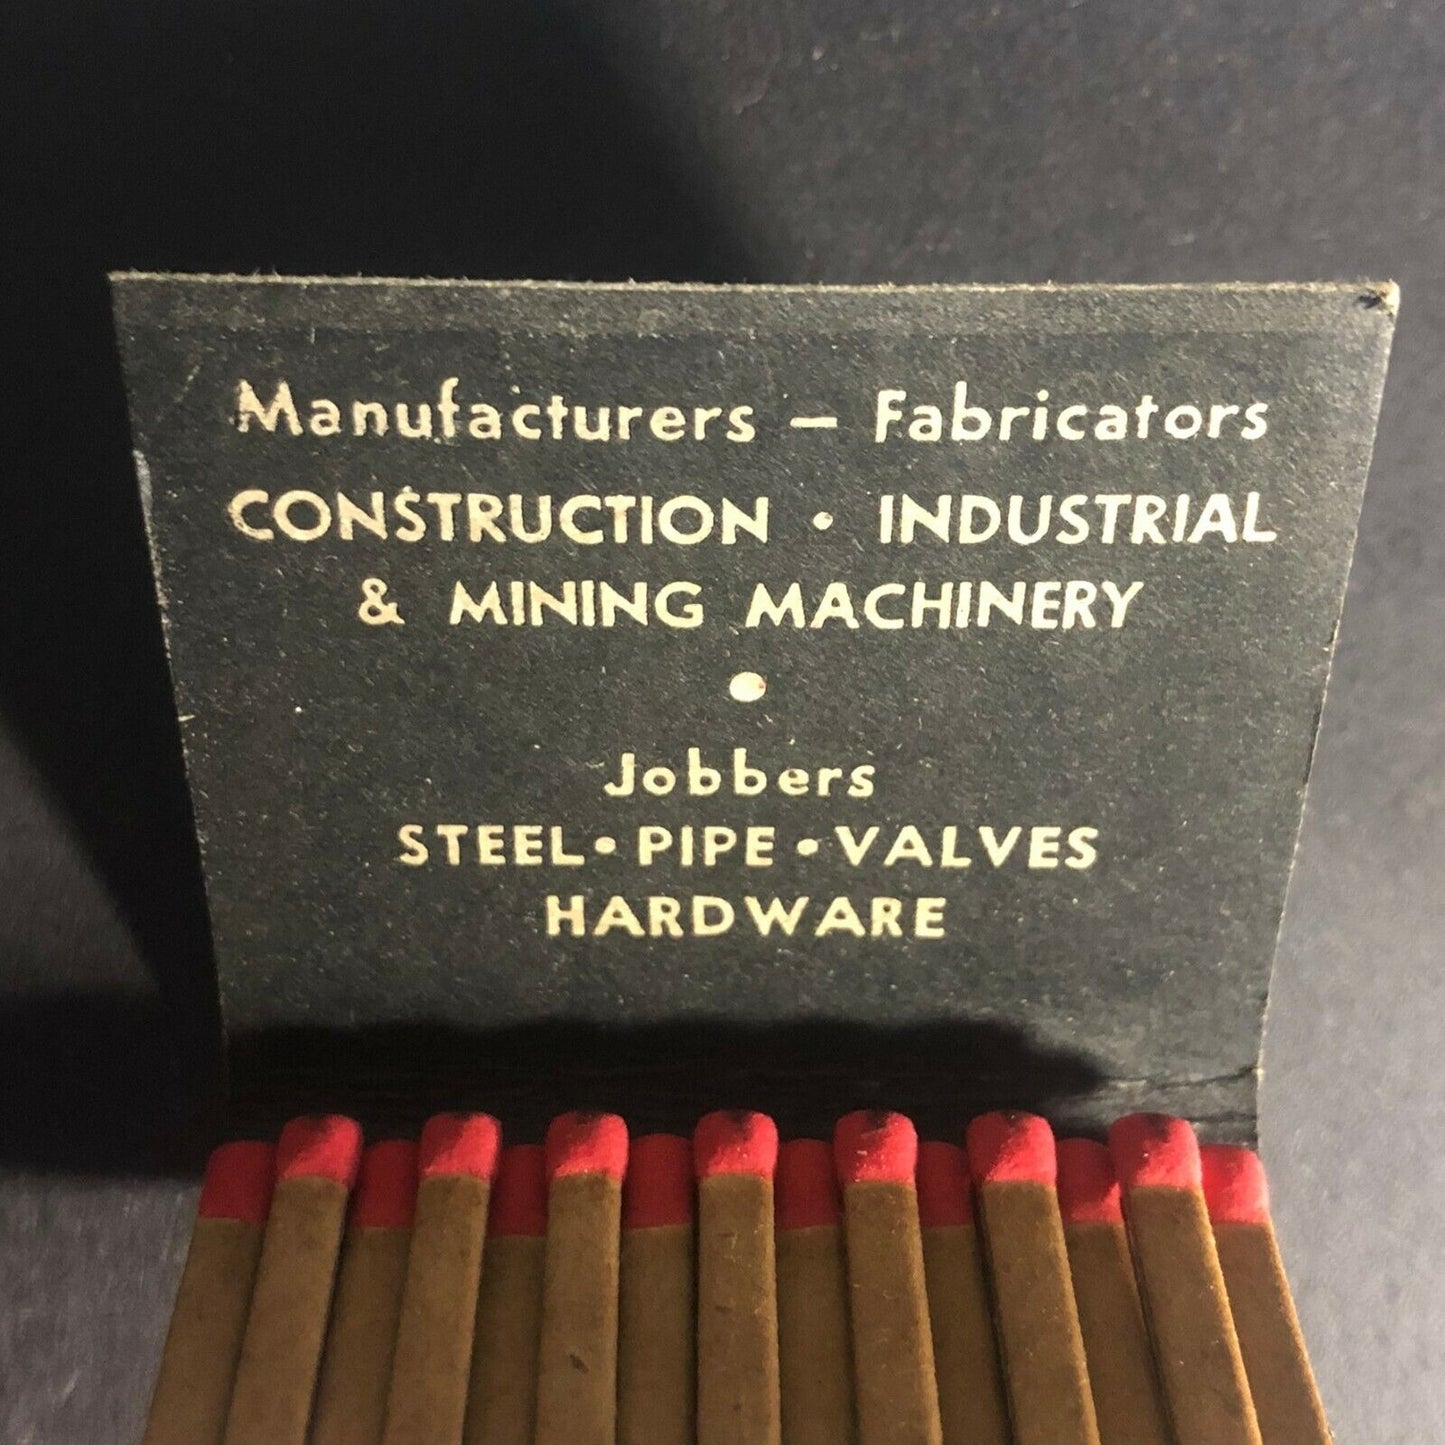 Manufacturers – Fabricators
CONSTRUCTION • INDUSTRIAL
& MINING MACHINERY
•
Jobbers
STEEL • PIPE • VALVES
HARDWARE